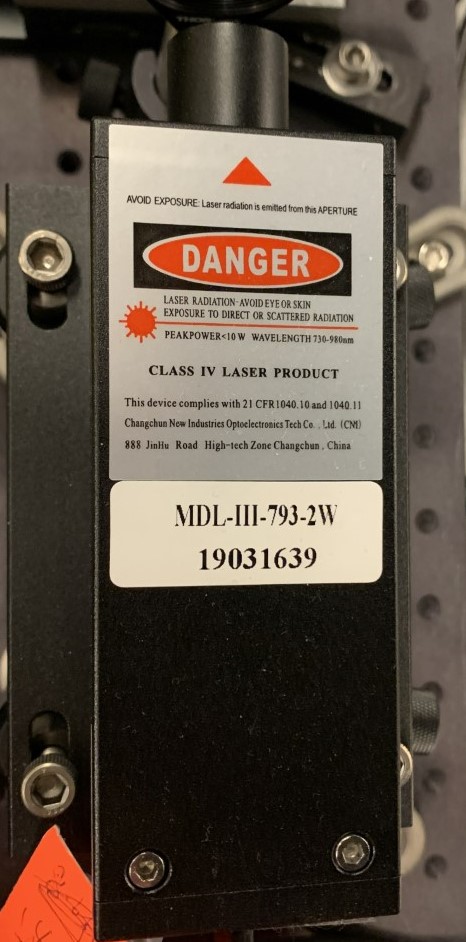 AVOID EXPOSURE: Laser radiation is emitted from this APERTURE
DANGER
LASER RADIATION-AVOID EYE OR SKIN
EXPOSURE TO DIRECT OR SCATTERED RADIATION
PEAKPOWER<10 W WAVELENGTH 730-980nm
CLASS IV LASER PRODUCT
This device complies with 21 CFR1040.10 and 1040.11
Changchun New Industries Optoelectronics Tech Co. , Ltd. (CNI)
888 JinHu Road High-tech Zone Changchun , China
MDL-III-793-2W
19031639